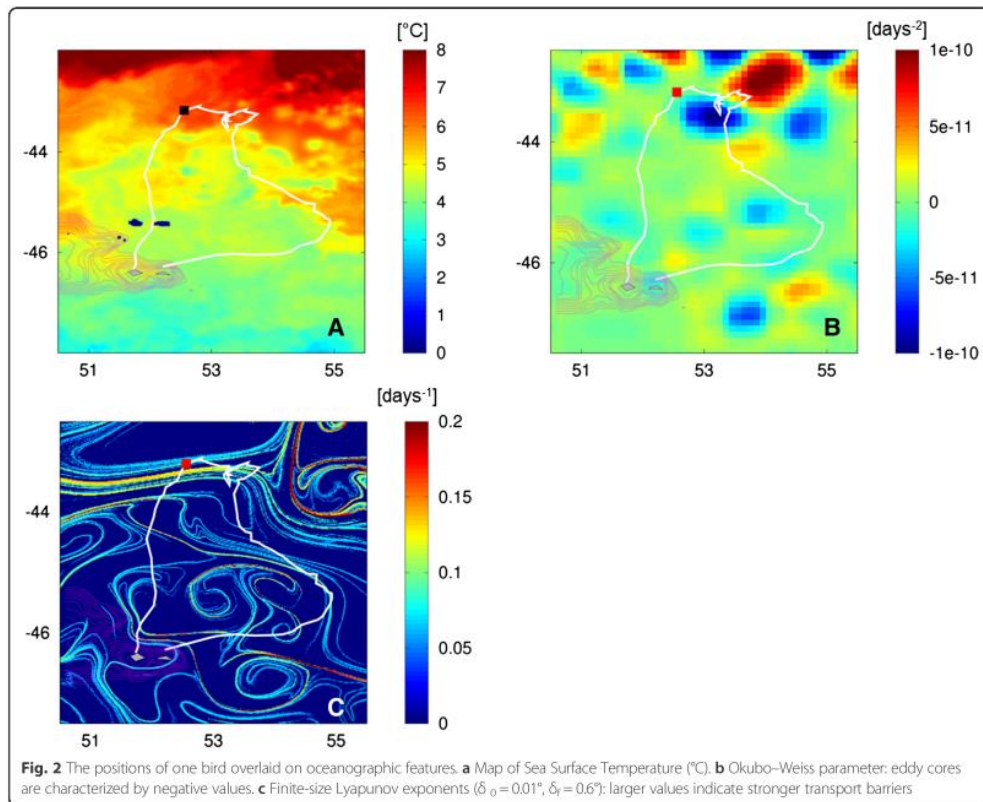 [°C]
8
7
6
5
4
3
2
1
0
-44
-46
51
53
55
A
[days-2]
1e-10
5e-11
0
-5e-11
-1e-10
-44
-46
51
53
55
B
[days-1]
0.2
0.15
0.1
0.05
0
-44
-46
51
53
55
C
Fig. 2 The positions of one bird overlaid on oceanographic features. a Map of Sea Surface Temperature (°C). b Okubo–Weiss parameter: eddy cores
are characterized by negative values. c Finite-size Lyapunov exponents (δ 0 = 0.01°, δf = 0.6°): larger values indicate stronger transport barriers